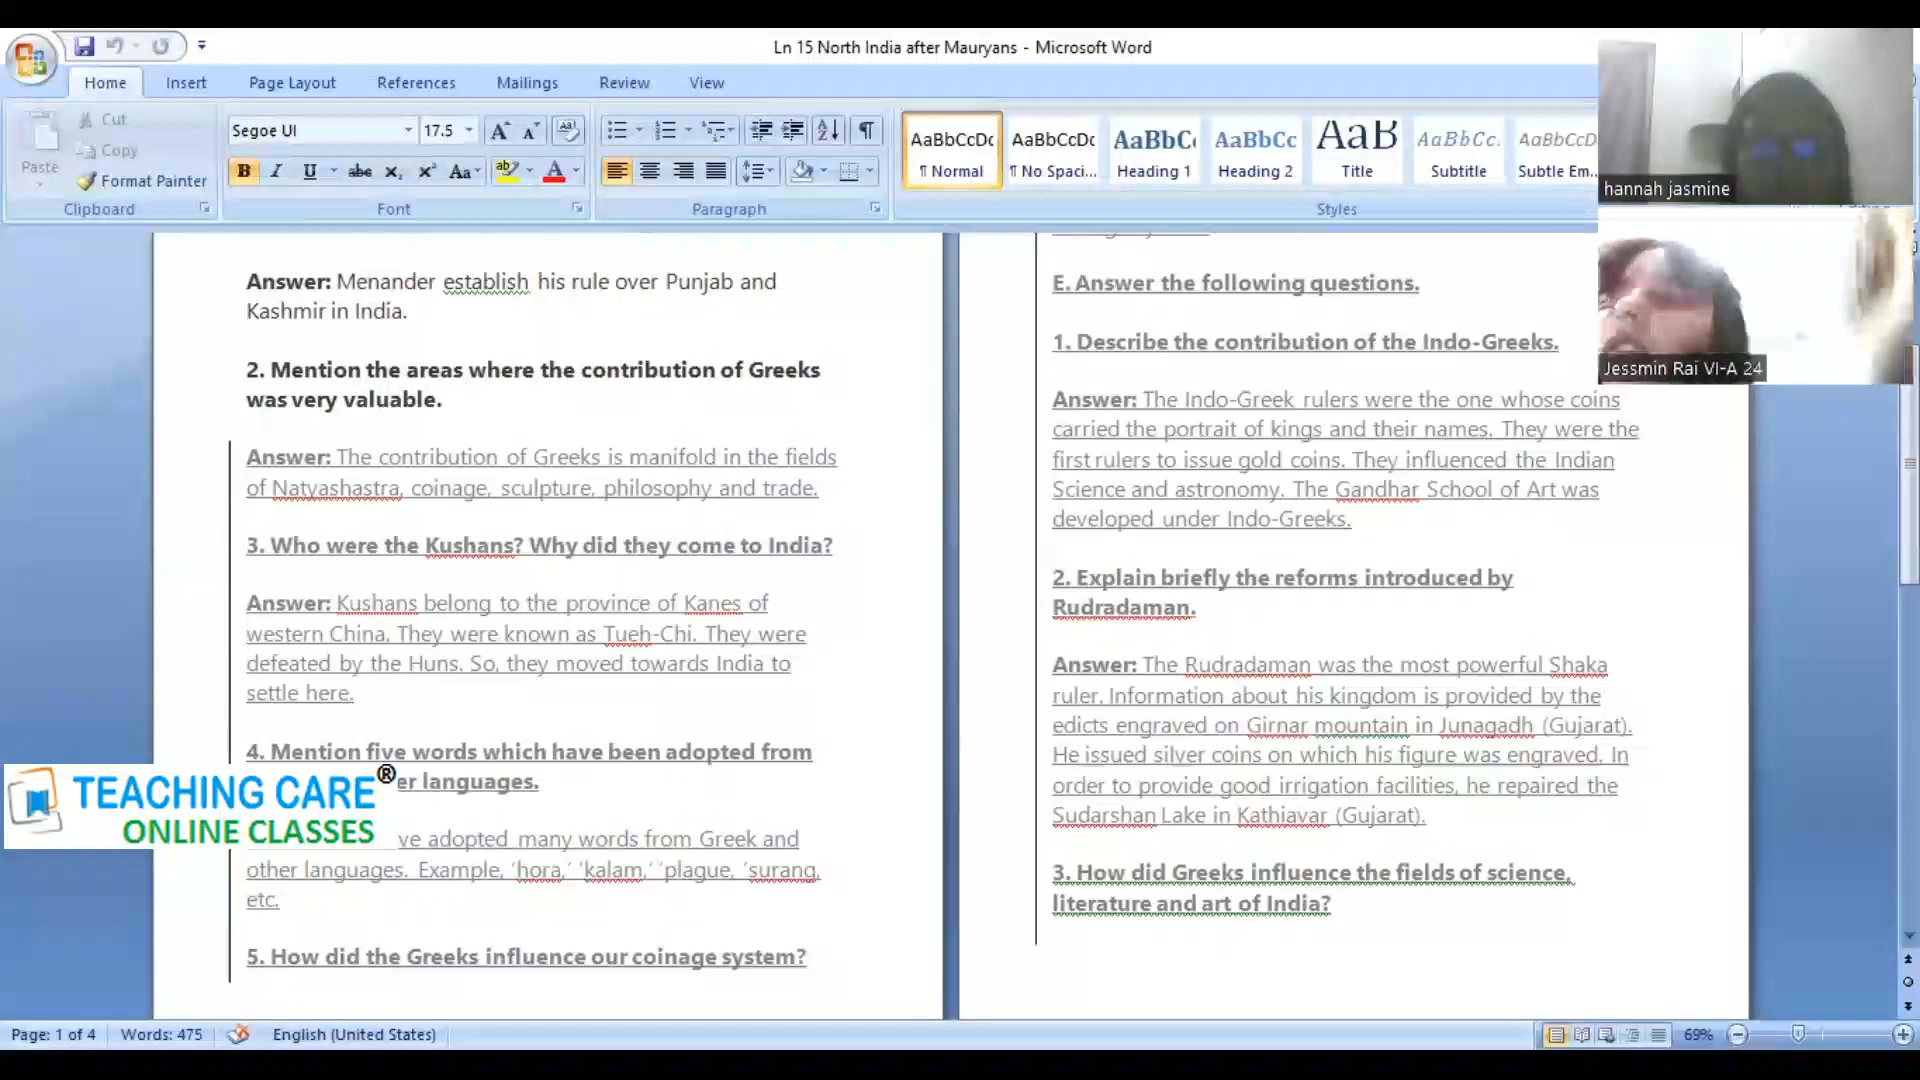 Ln 15 North India after Mauryans - Microsoft Word
Home Insert Page Layout References Mailings Review View
Paste
Cut
Copy
Format Painter
Clipboard
Segoe UI 17.5
Font
Paragraph
AaBbCcDc AaBbCcDc AaBbC AaBbCc AaB AaBbCc. AaBbCcD
¶ Normal ¶ No Spaci... Heading 1 Heading 2 Title Subtitle Subtle Em...
Styles
hannah jasmine
Jessmin Rai VI-A 24
Answer: Menander establish his rule over Punjab and
Kashmir in India.
2. Mention the areas where the contribution of Greeks
was very valuable.
Answer: The contribution of Greeks is manifold in the fields
of Natyashastra, coinage, sculpture, philosophy and trade.
3. Who were the Kushans? Why did they come to India?
Answer: Kushans belong to the province of Kanes of
western China. They were known as Tueh-Chi. They were
defeated by the Huns. So, they moved towards India to
settle here.
4. Mention five words which have been adopted from
er languages.
ve adopted many words from Greek and
other languages. Example, 'hora,' 'kalam,' 'plague, 'surang,
etc.
5. How did the Greeks influence our coinage system?
TEACHING CARE®
ONLINE CLASSES
E. Answer the following questions.
1. Describe the contribution of the Indo-Greeks.
Answer: The Indo-Greek rulers were the one whose coins
carried the portrait of kings and their names. They were the
first rulers to issue gold coins. They influenced the Indian
Science and astronomy. The Gandhar School of Art was
developed under Indo-Greeks.
2. Explain briefly the reforms introduced by
Rudradaman.
Answer: The Rudradaman was the most powerful Shaka
ruler. Information about his kingdom is provided by the
edicts engraved on Girnar mountain in Junagadh (Gujarat).
He issued silver coins on which his figure was engraved. In
order to provide good irrigation facilities, he repaired the
Sudarshan Lake in Kathiavar (Gujarat).
3. How did Greeks influence the fields of science,
literature and art of India?
Page: 1 of 4 Words: 475 English (United States) 69%